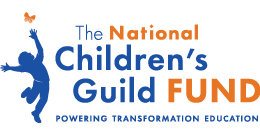 The National
Children's
Guild FUND
POWERING TRANSFORMATION EDUCATION